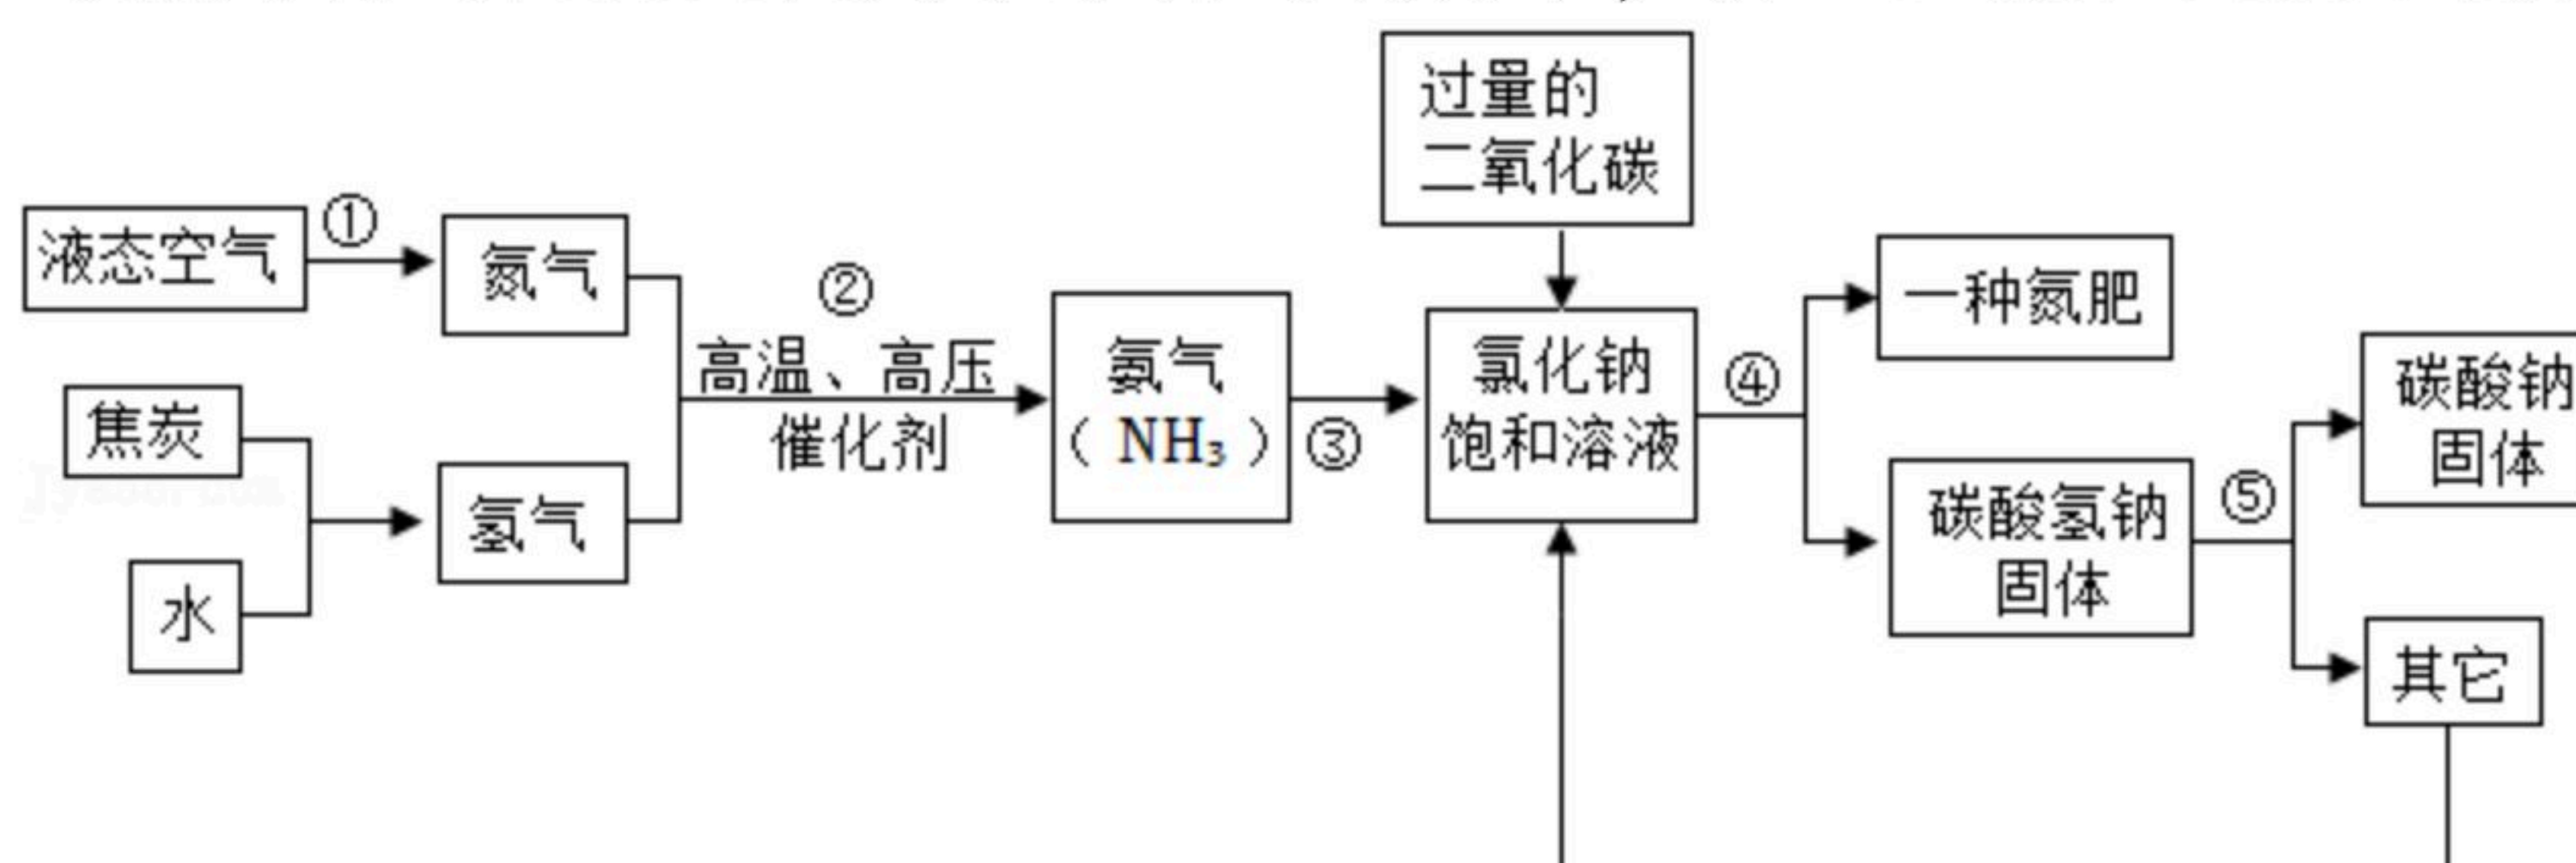 过量的
二氧化碳
液态空气
①
氮气
焦炭
水
氢气
②
高温、高压
催化剂
氨气
（NH₃）
③
氯化钠
饱和溶液
④
一种氮肥
碳酸氢钠
固体
⑤
碳酸钠
固体
其它